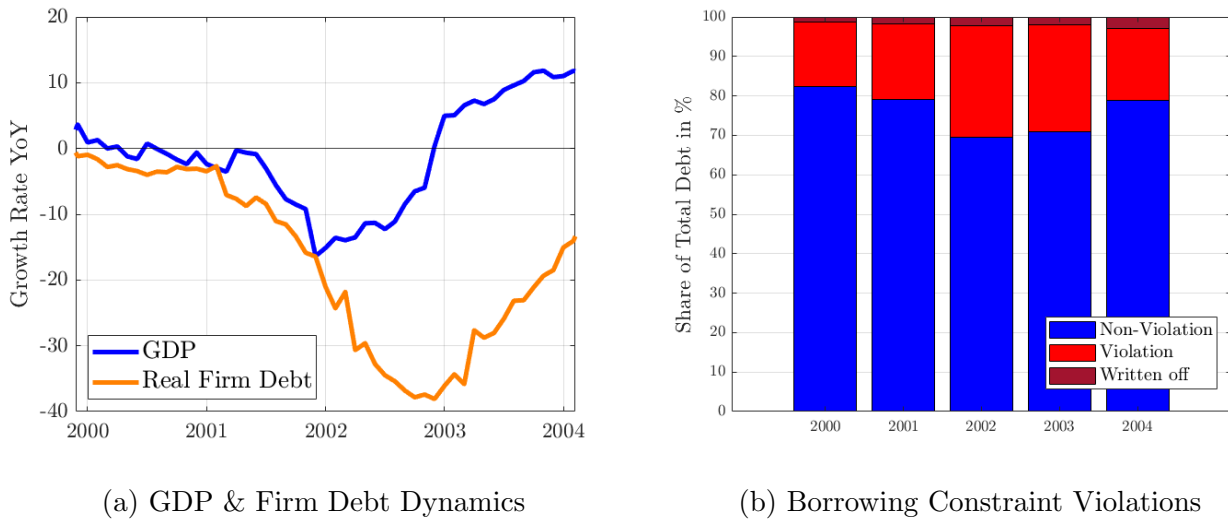 20
10
0
-10
-20
-30
-40
Growth Rate YoY
GDP
Real Firm Debt
2000 2001 2002 2003 2004
(a) GDP & Firm Debt Dynamics
100
90
80
70
60
50
40
30
20
10
0
Share of Total Debt in %
Non-Violation
Violation
Written off
2000 2001 2002 2003 2004
(b) Borrowing Constraint Violations